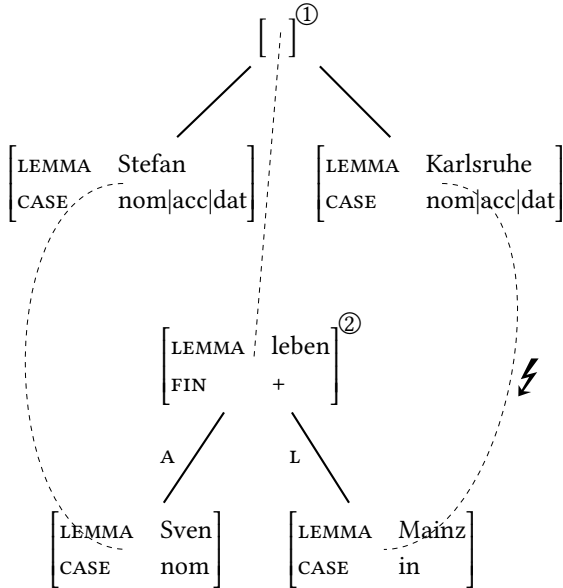 [ ]①
LEMMA Stefan
CASE nom|acc|dat
LEMMA Karlsruhe
CASE nom|acc|dat
②
LEMMA leben
FIN +
A L
LEMMA Sven
CASE nom
LEMMA Mainz
CASE in